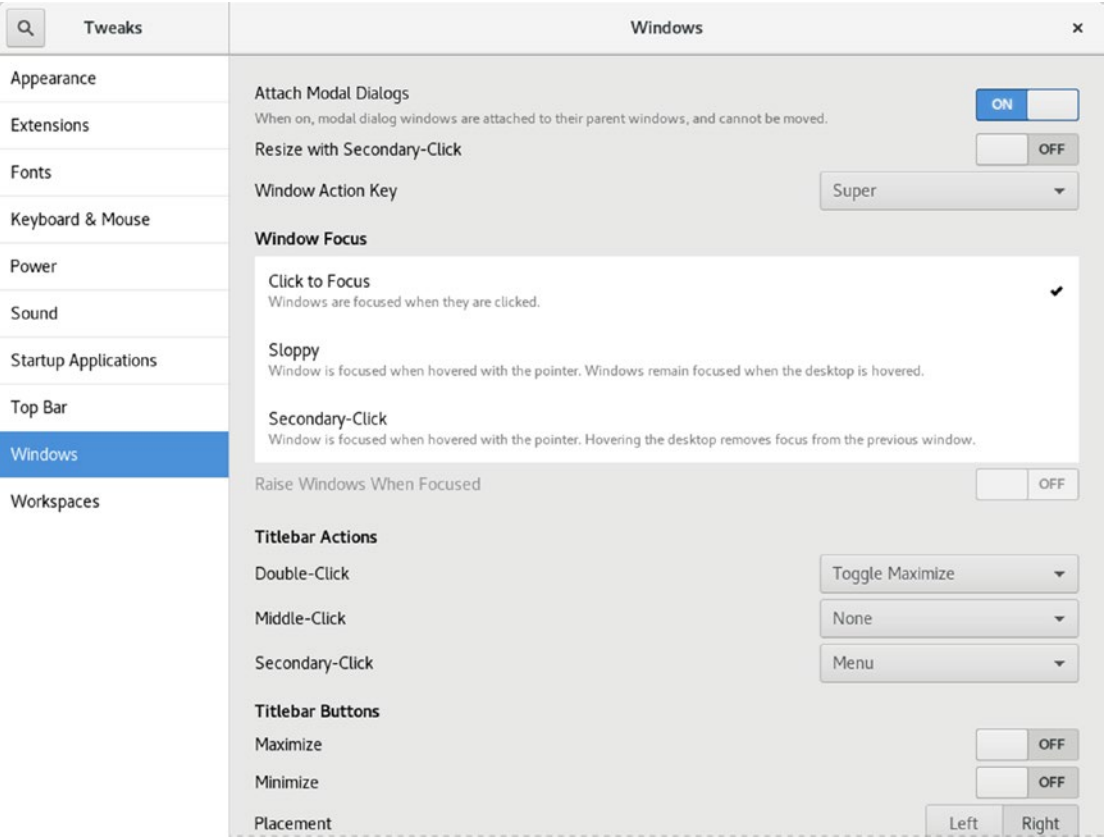 Tweaks
Windows
Appearance
Extensions
Fonts
Keyboard & Mouse
Power
Sound
Startup Applications
Top Bar
Windows
Workspaces
Attach Modal Dialogs
ON
When on, modal dialog windows are attached to their parent windows, and cannot be moved.
Resize with Secondary-Click
OFF
Window Action Key
Super
Window Focus
Click to Focus
Windows are focused when they are clicked.
Sloppy
Window is focused when hovered with the pointer. Windows remain focused when the desktop is hovered.
Secondary-Click
Window is focused when hovered with the pointer. Hovering the desktop removes focus from the previous window.
Raise Windows When Focused
OFF
Titlebar Actions
Double-Click
Toggle Maximize
Middle-Click
None
Secondary-Click
Menu
Titlebar Buttons
Maximize
OFF
Minimize
OFF
Placement
Left
Right